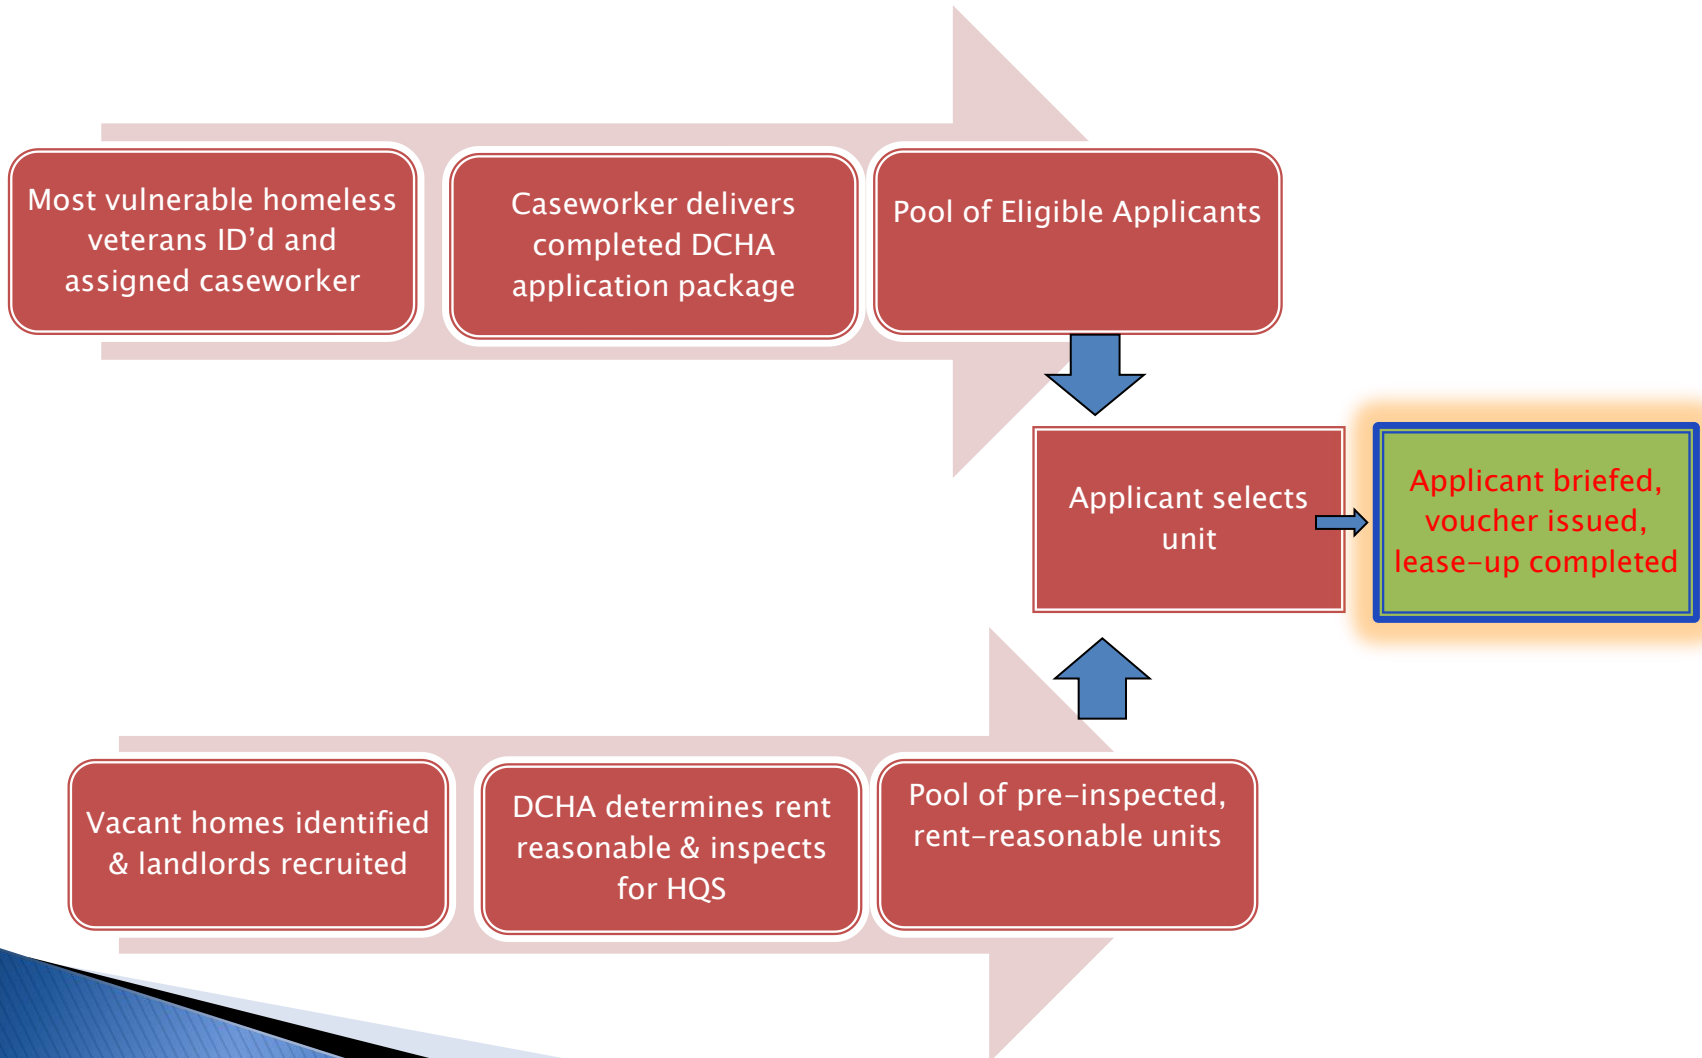 Most vulnerable homeless
veterans ID’d and
assigned caseworker
Caseworker delivers
completed DCHA
application package
Pool of Eligible Applicants
Applicant selects
unit
Applicant briefed,
voucher issued,
lease-up completed
Vacant homes identified
& landlords recruited
DCHA determines rent
reasonable & inspects
for HQS
Pool of pre-inspected,
rent-reasonable units